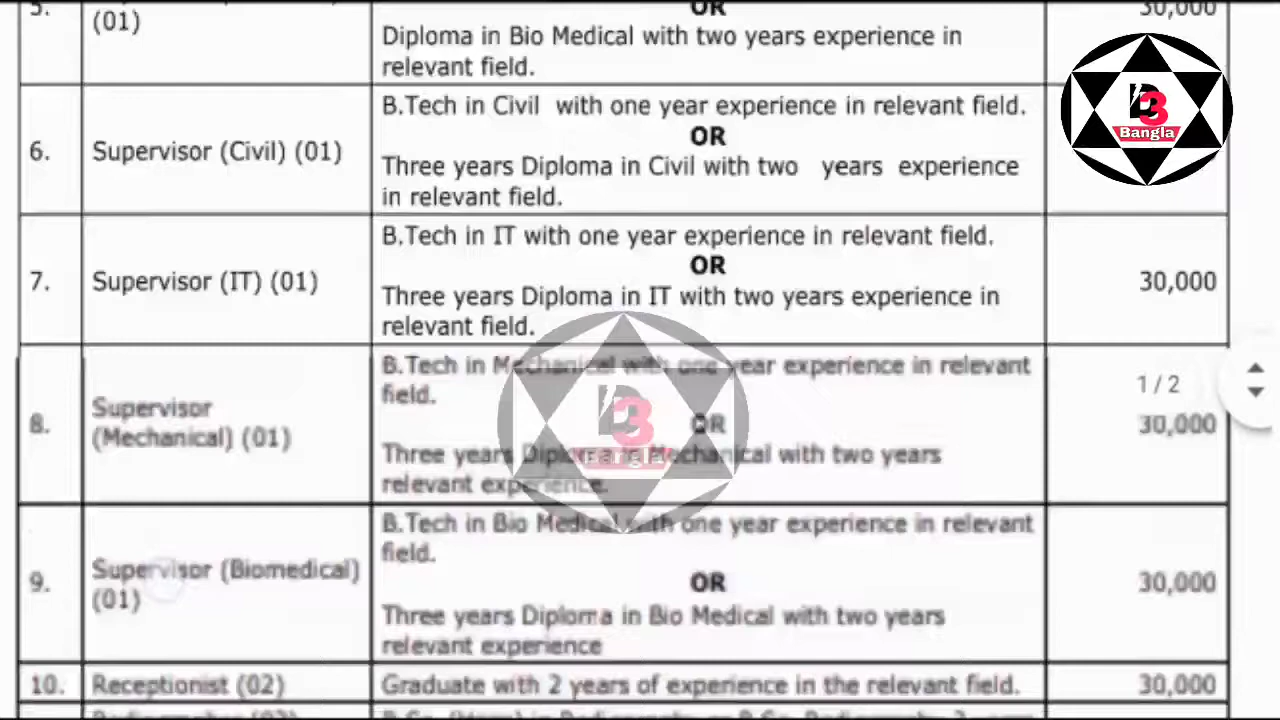 5.
(01)
OR
Diploma in Bio Medical with two years experience in
relevant field.
30,000
6.
Supervisor (Civil) (01)
B.Tech in Civil with one year experience in relevant field.
OR
Three years Diploma in Civil with two years experience
in relevant field.
D3
Bangla
7.
Supervisor (IT) (01)
B.Tech in IT with one year experience in relevant field.
OR
Three years Diploma in IT with two years experience in
relevant field.
30,000
8.
Supervisor
(Mechanical) (01)
B.Tech in Mechanical with one year experience in relevant
field.
OR
Three years Diploma in Mechanical with two years
relevant experience.
1 / 2
30,000
D3
Bangla
9.
Supervisor (Biomedical)
(01)
B.Tech in Bio Medical with one year experience in relevant
field.
OR
Three years Diploma in Bio Medical with two years
relevant experience
30,000
10.
Receptionist (02)
Graduate with 2 years of experience in the relevant field.
30,000